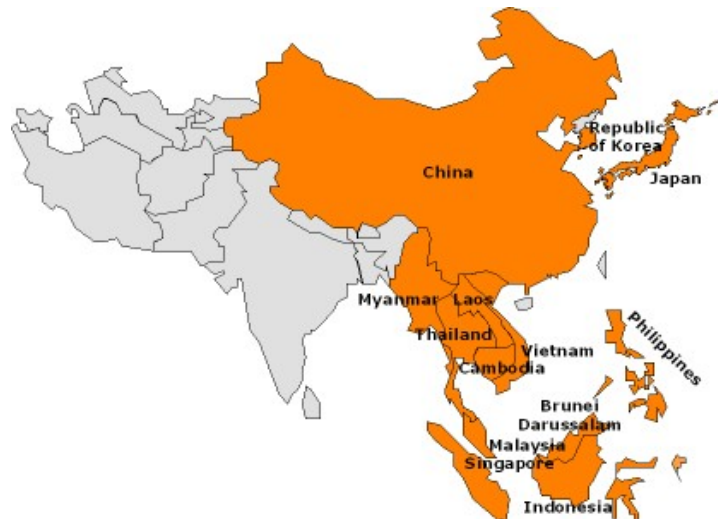 Republic
of Korea
China
Japan
Myanmar
Laos
Thailand
Vietnam
Cambodia
Philippines
Brunei
Darussalam
Malaysia
Singapore
Indonesia